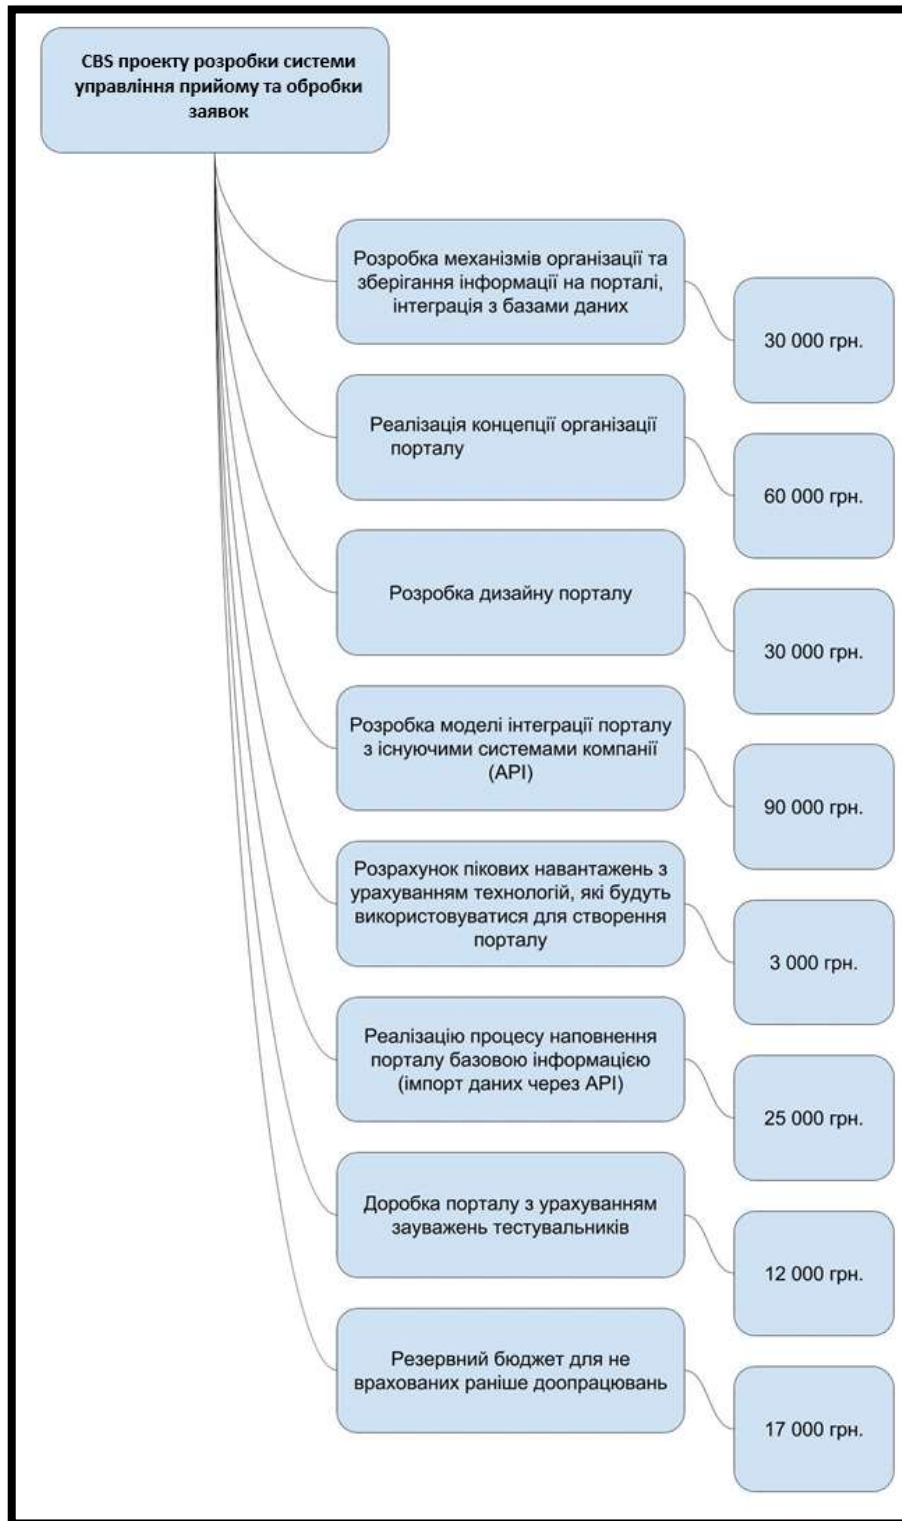 CBS проекту розробки системи
управління прийому та обробки
заявок
Розробка механізмів організації та
зберігання інформації на порталі,
інтеграція з базами даних
30 000 грн.
Реалізація концепції організації
порталу
60 000 грн.
Розробка дизайну порталу
30 000 грн.
Розробка моделі інтеграції порталу
з існуючими системами компанії
(API)
90 000 грн.
Розрахунок пікових навантажень з
урахуванням технологій, які будуть
використовуватися для створення
порталу
3 000 грн.
Реалізацію процесу наповнення
порталу базовою інформацією
(імпорт даних через API)
25 000 грн.
Доробка порталу з урахуванням
зауважень тестувальників
12 000 грн.
Резервний бюджет для не
врахованих раніше доопрацювань
17 000 грн.